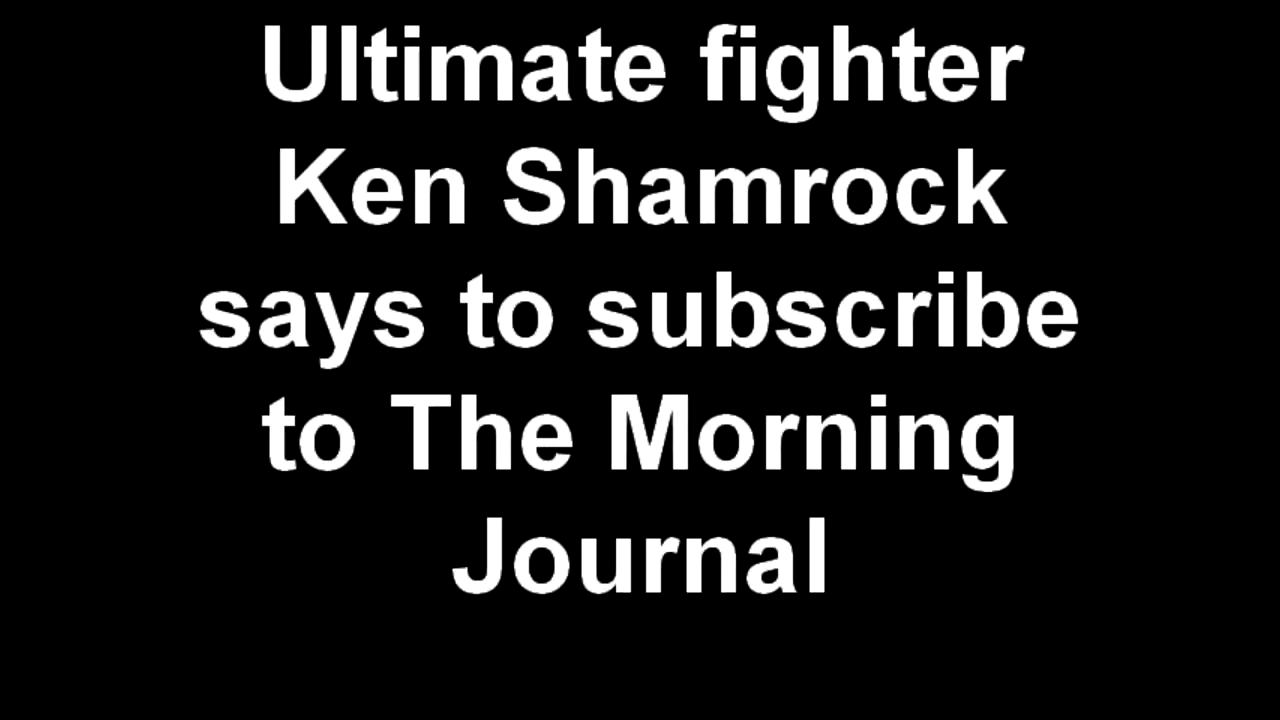 Ultimate fighter
Ken Shamrock
says to subscribe
to The Morning
Journal